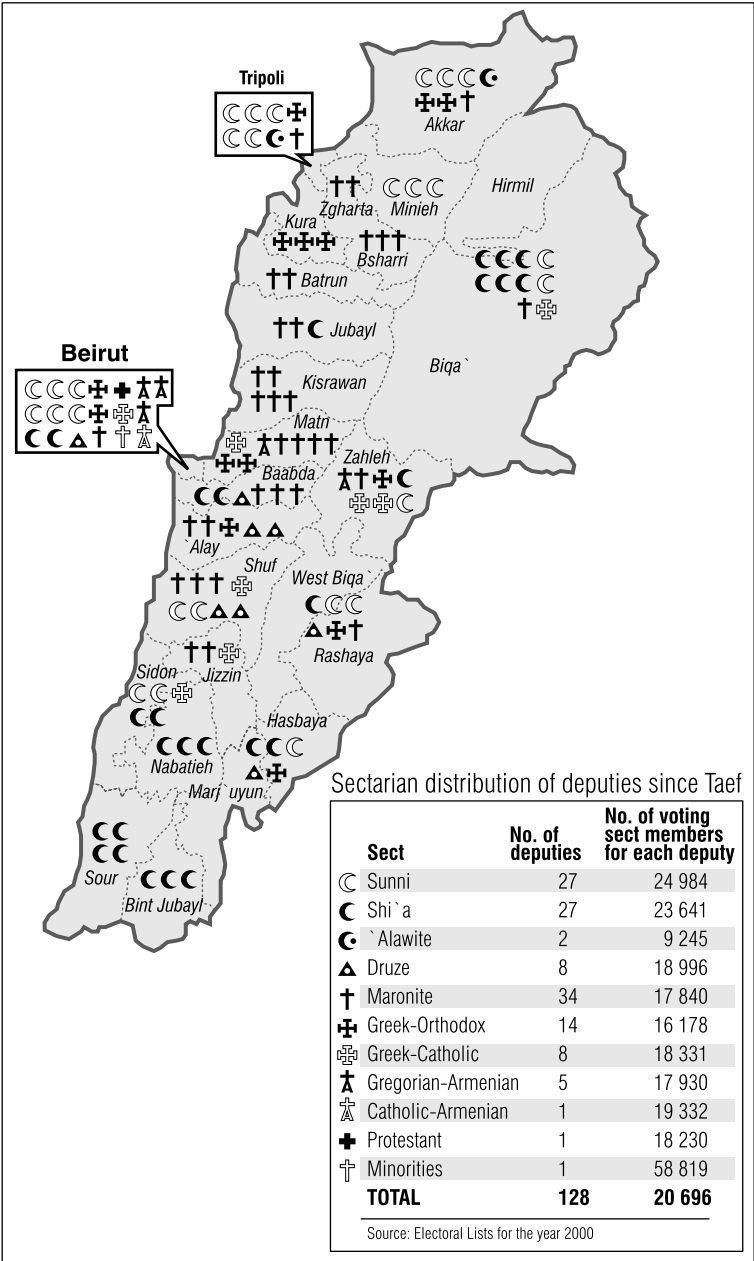 Tripoli
Akkar
Hirmil
Zgharta
Minieh
Kura
Bsharri
Batrun
Jubayl
Beirut
Biqa`
Kisrawan
Matn
Zahleh
Baabda
`Alay
Shuf
West Biqa`
Rashaya
Sidon
Jizzin
Hasbaya
Nabatieh
Marj`uyun
Sour
Bint Jubayl
Sectarian distribution of deputies since Taef
Sect No. of deputies No. of voting sect members for each deputy
Sunni 27 24 984
Shi`a 27 23 641
`Alawite 2 9 245
Druze 8 18 996
Maronite 34 17 840
Greek-Orthodox 14 16 178
Greek-Catholic 8 18 331
Gregorian-Armenian 5 17 930
Catholic-Armenian 1 19 332
Protestant 1 18 230
Minorities 1 58 819
TOTAL 128 20 696
Source: Electoral Lists for the year 2000